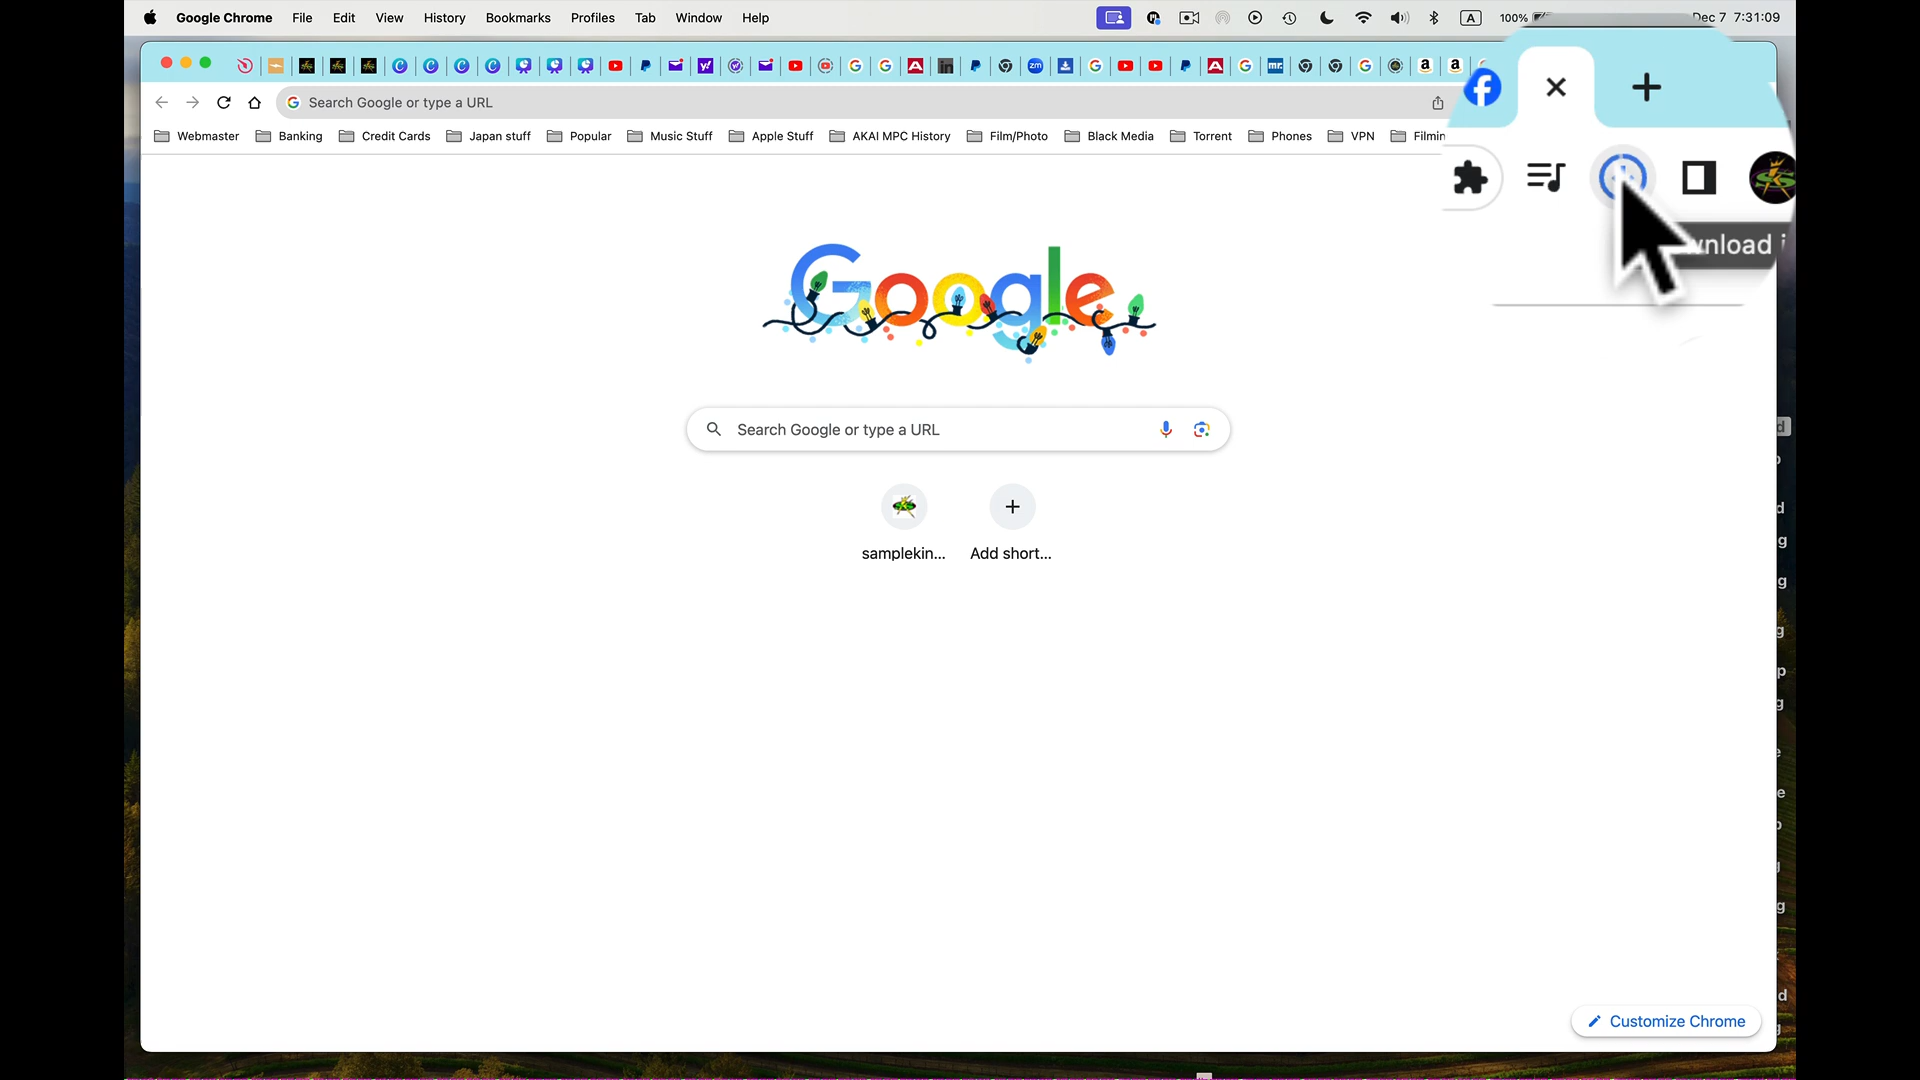 Google Chrome File Edit View History Bookmarks Profiles Tab Window Help A 100% Dec 7 7:31:09
Search Google or type a URL
Webmaster Banking Credit Cards Japan stuff Popular Music Stuff Apple Stuff AKAI MPC History Film/Photo Black Media Torrent Phones VPN Filmin
wnload i
Google
Search Google or type a URL
samplekin... Add short...
Customize Chrome